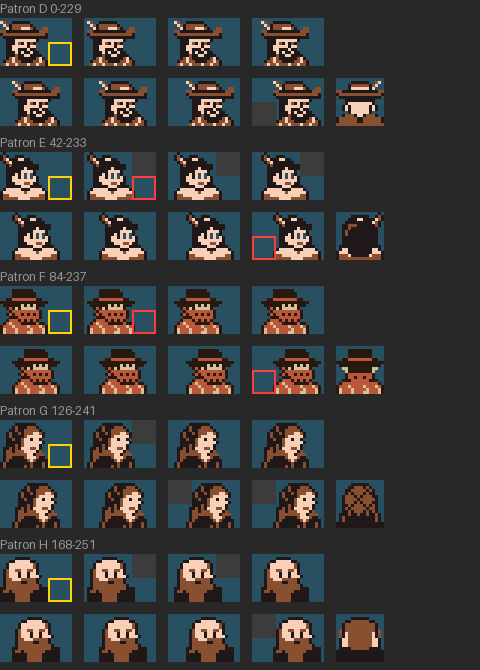 Patron D 0-229
Patron E 42-233
Patron F 84-237
Patron G 126-241
Patron H 168-251